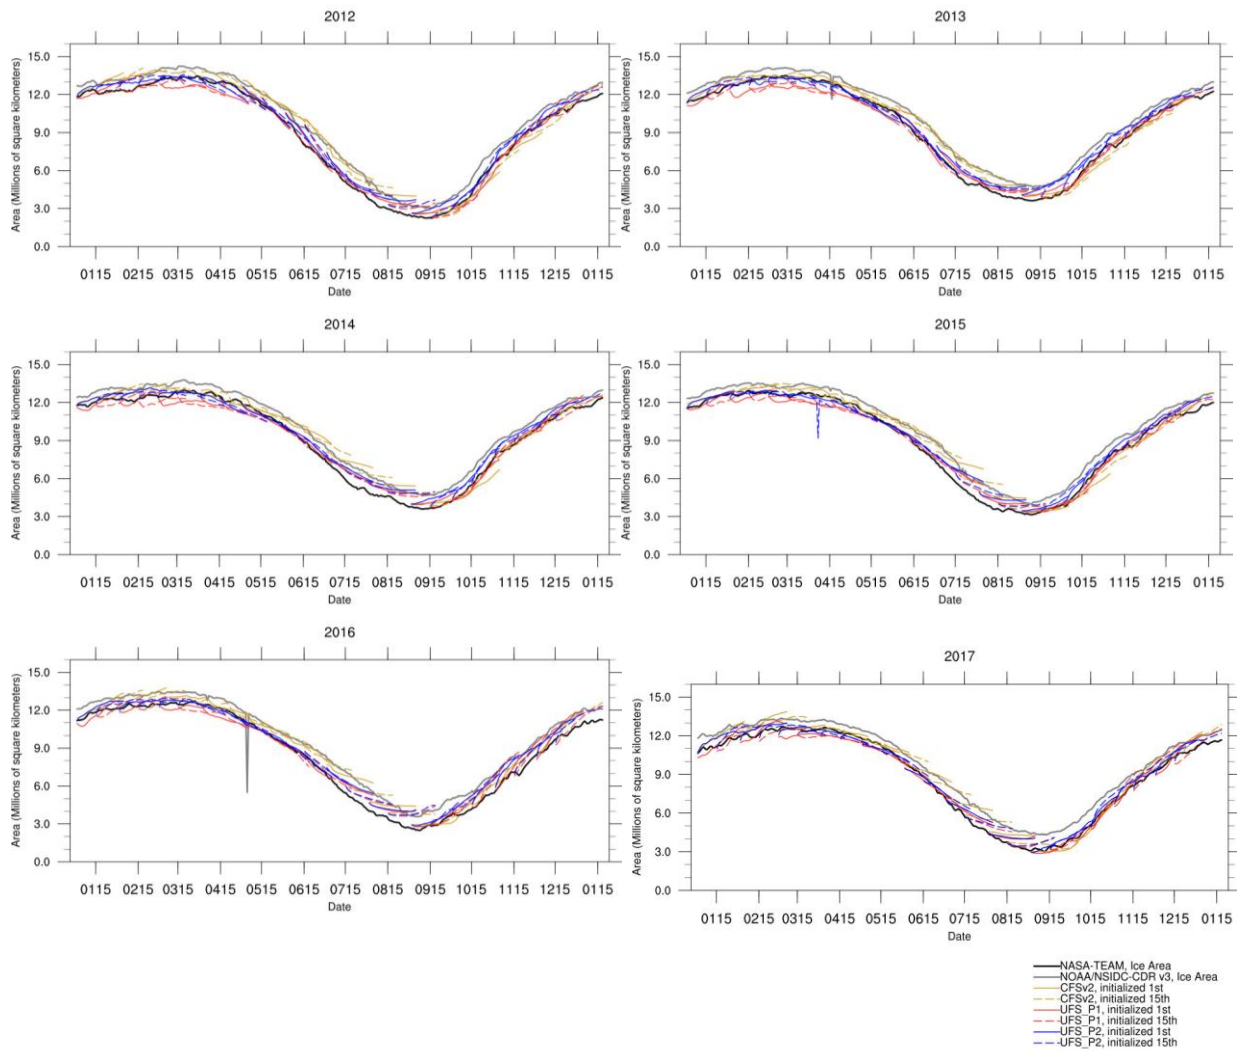 2012
15.0
12.0
9.0
6.0
3.0
0.0
Area (Millions of square kilometers)
0115 0215 0315 0415 0515 0615 0715 0815 0915 1015 1115 1215 0115
Date
2013
15.0
12.0
9.0
6.0
3.0
0.0
Area (Millions of square kilometers)
0115 0215 0315 0415 0515 0615 0715 0815 0915 1015 1115 1215 0115
Date
2014
15.0
12.0
9.0
6.0
3.0
0.0
Area (Millions of square kilometers)
0115 0215 0315 0415 0515 0615 0715 0815 0915 1015 1115 1215 0115
Date
2015
15.0
12.0
9.0
6.0
3.0
0.0
Area (Millions of square kilometers)
0115 0215 0315 0415 0515 0615 0715 0815 0915 1015 1115 1215 0115
Date
2016
15.0
12.0
9.0
6.0
3.0
0.0
Area (Millions of square kilometers)
0115 0215 0315 0415 0515 0615 0715 0815 0915 1015 1115 1215 0115
Date
2017
15.0
12.0
9.0
6.0
3.0
0.0
Area (Millions of square kilometers)
0115 0215 0315 0415 0515 0615 0715 0815 0915 1015 1115 1215 0115
Date
NASA-TEAM, Ice Area
NOAA/NSIDC-CDR v3, Ice Area
CFSv2, initialized 1st
CFSv2, initialized 15th
UFS_P1, initialized 1st
UFS_P1, initialized 15th
UFS_P2, initialized 1st
UFS_P2, initialized 15th